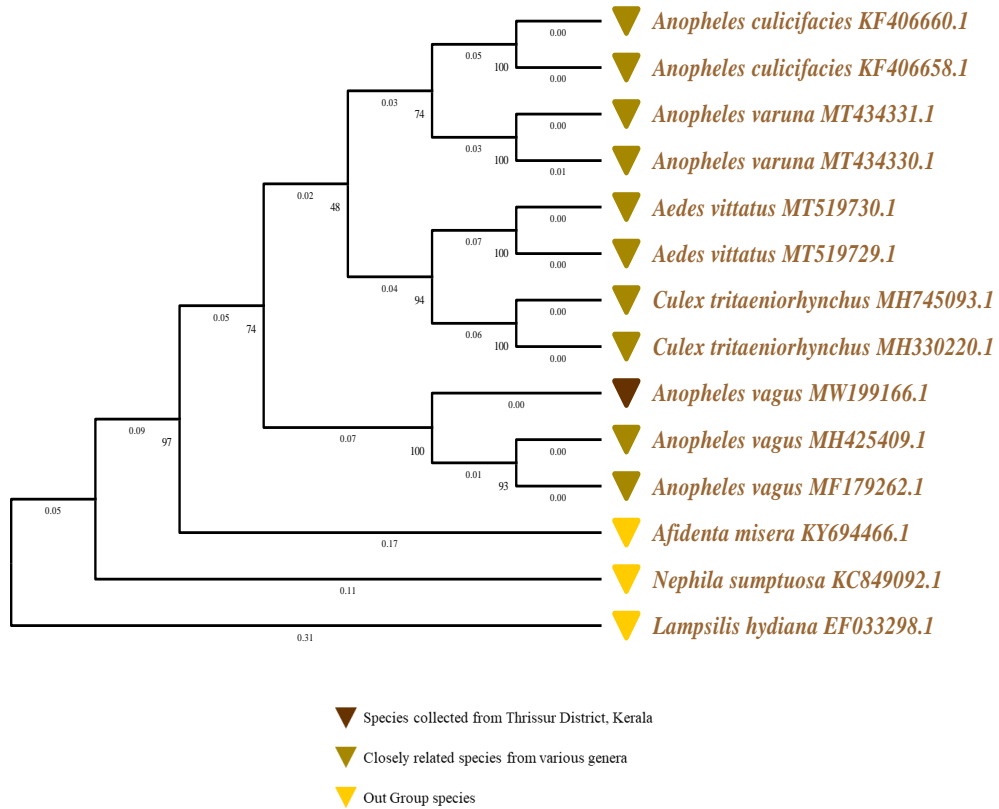 Anopheles culicifacies KF406660.1
0.00
0.05
100
Anopheles culicifacies KF406658.1
0.00
0.03
74
Anopheles varuna MT434331.1
0.00
0.03
100
Anopheles varuna MT434330.1
0.01
0.02
48
Aedes vittatus MT519730.1
0.00
0.07
100
Aedes vittatus MT519729.1
0.00
0.04
94
Culex tritaeniorhynchus MH745093.1
0.00
0.06
100
Culex tritaeniorhynchus MH330220.1
0.00
0.05
74
Anopheles vagus MW199166.1
0.00
0.07
100
Anopheles vagus MH425409.1
0.00
0.01
93
Anopheles vagus MF179262.1
0.00
0.09
97
Afidenta misera KY694466.1
0.17
0.05
Nephila sumptuosa KC849092.1
0.11
Lampsilis hydiana EF033298.1
0.31
Species collected from Thrissur District, Kerala
Closely related species from various genera
Out Group species